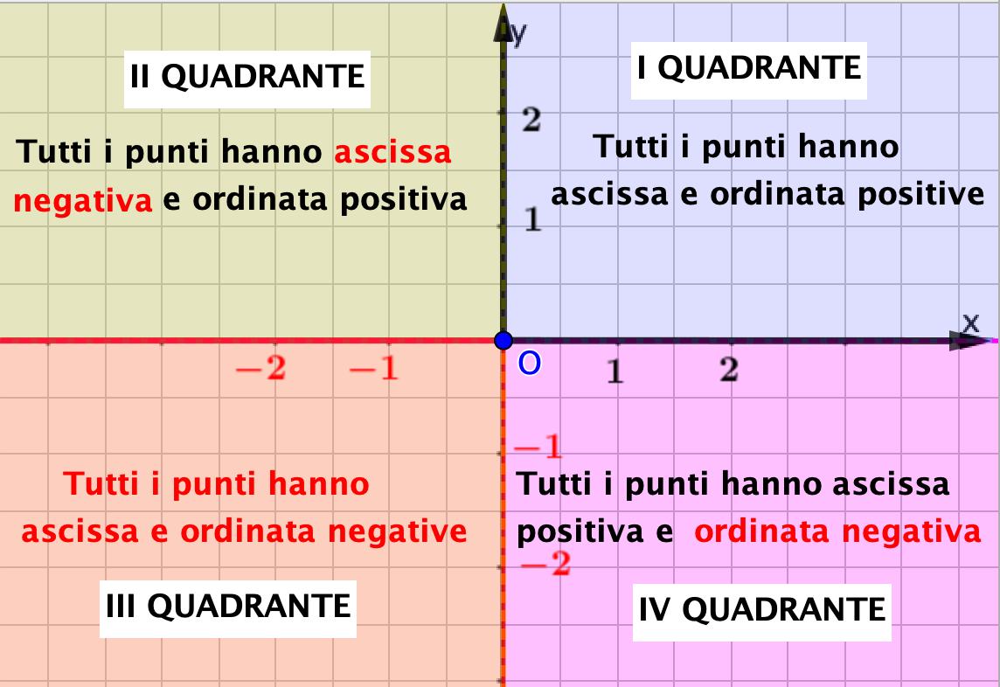 II QUADRANTE
Tutti i punti hanno ascissa
negativa e ordinata positiva
y
I QUADRANTE
Tutti i punti hanno
ascissa e ordinata positive
2
1
x
−2
−1
O
1
2
−1
−2
Tutti i punti hanno
ascissa e ordinata negative
III QUADRANTE
Tutti i punti hanno ascissa
positiva e ordinata negativa
IV QUADRANTE